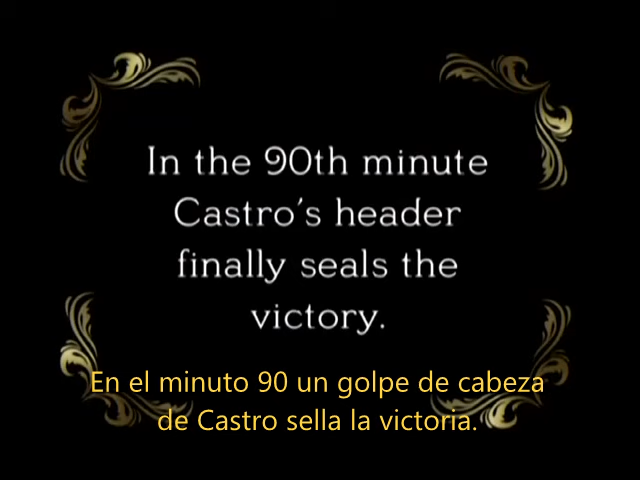 In the 90th minute
Castro's header
finally seals the
victory.
En el minuto 90 un golpe de cabeza
de Castro sella la victoria.